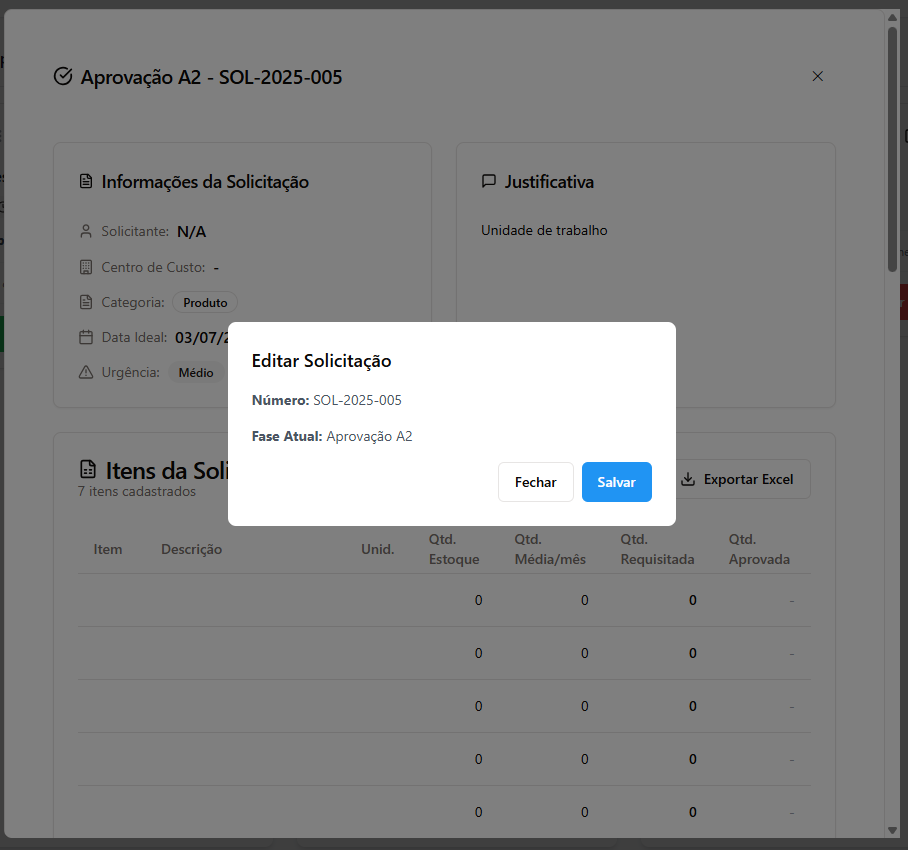 Aprovação A2 - SOL-2025-005
Informações da Solicitação
Solicitante: N/A
Centro de Custo: -
Categoria: Produto
Data Ideal: 03/07/2
Urgência: Médio
Justificativa
Unidade de trabalho
Editar Solicitação
Número: SOL-2025-005
Fase Atual: Aprovação A2
Fechar Salvar
Itens da Soli
7 itens cadastrados
Exportar Excel
Item Descrição Unid. Qtd. Estoque Qtd. Média/mês Qtd. Requisitada Qtd. Aprovada
0 0 0 -
0 0 0 -
0 0 0 -
0 0 0 -
0 0 0 -